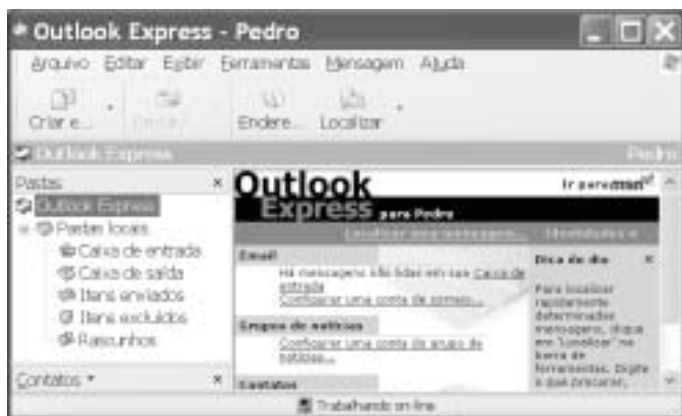 Outlook Express - Pedro
Arquivo Editar Exibir Ferramentas Mensagem Ajuda
Criar e... Enviar/... Endere... Localizar
Outlook Express Pedro
Pastas ×
Outlook Express
Pastas locais
Caixa de entrada
Caixa de saída
Itens enviados
Itens excluídos
Rascunhos
Contatos ×
Outlook
Express para Pedro
Ir para msn
Localizar uma mensagem... Identidades
Email
Há mensagens não lidas em sua Caixa de
entrada
Configurar uma conta de correio...
Grupos de notícias
Configurar uma conta de grupo de
notícias...
Contatos
Dica do dia ×
Para localizar
rapidamente
determinadas
mensagens, clique
em "Localizar" na
barra de
ferramentas. Digite
o que procurar,
Trabalhando on-line